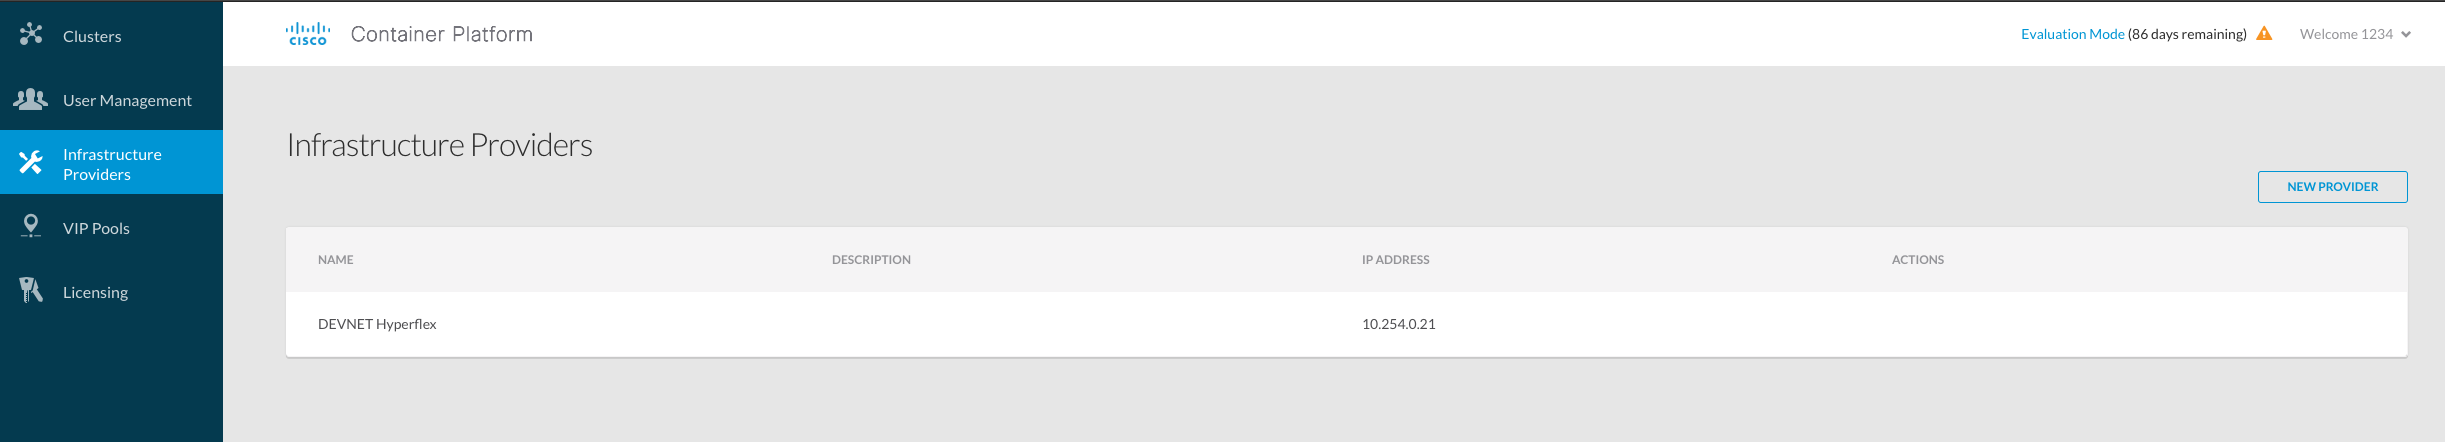 Clusters
User Management
Infrastructure
Providers
VIP Pools
Licensing
CISCO Container Platform
Evaluation Mode (86 days remaining) Welcome 1234
Infrastructure Providers
NEW PROVIDER
NAME DESCRIPTION IP ADDRESS ACTIONS
DEVNET Hyperflex 10.254.0.21